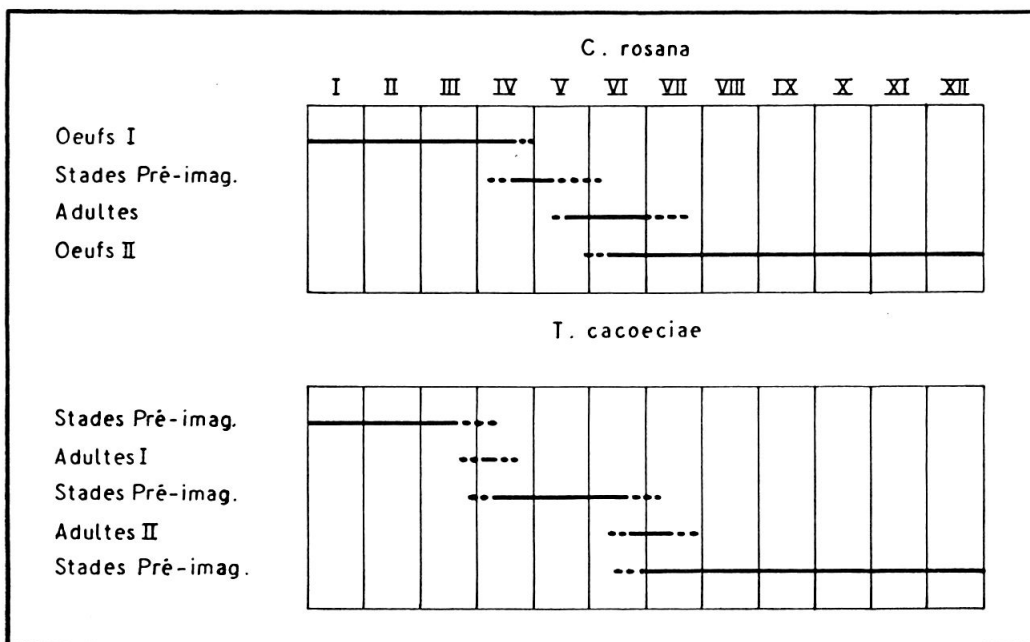 C. rosana
I II III IV V VI VII VIII IX X XI XII
Oeufs I
Stades Pré-imag.
Adultes
Oeufs II
T. cacoeciae
Stades Pré-imag.
Adultes I
Stades Pré-imag.
Adultes II
Stades Pré-imag.